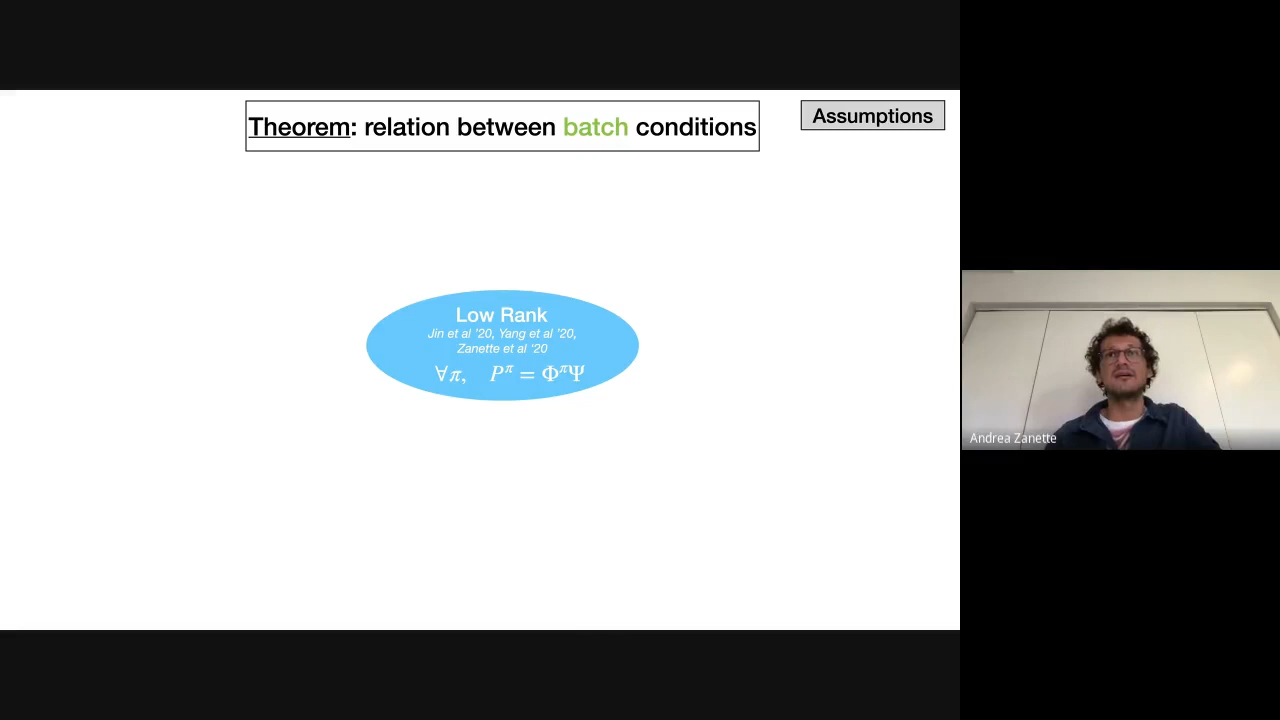 Theorem: relation between batch conditions
Assumptions
Low Rank
Jin et al '20, Yang et al '20,
Zanette et al '20
∀π, P^π = Φ^πΨ
Andrea Zanette